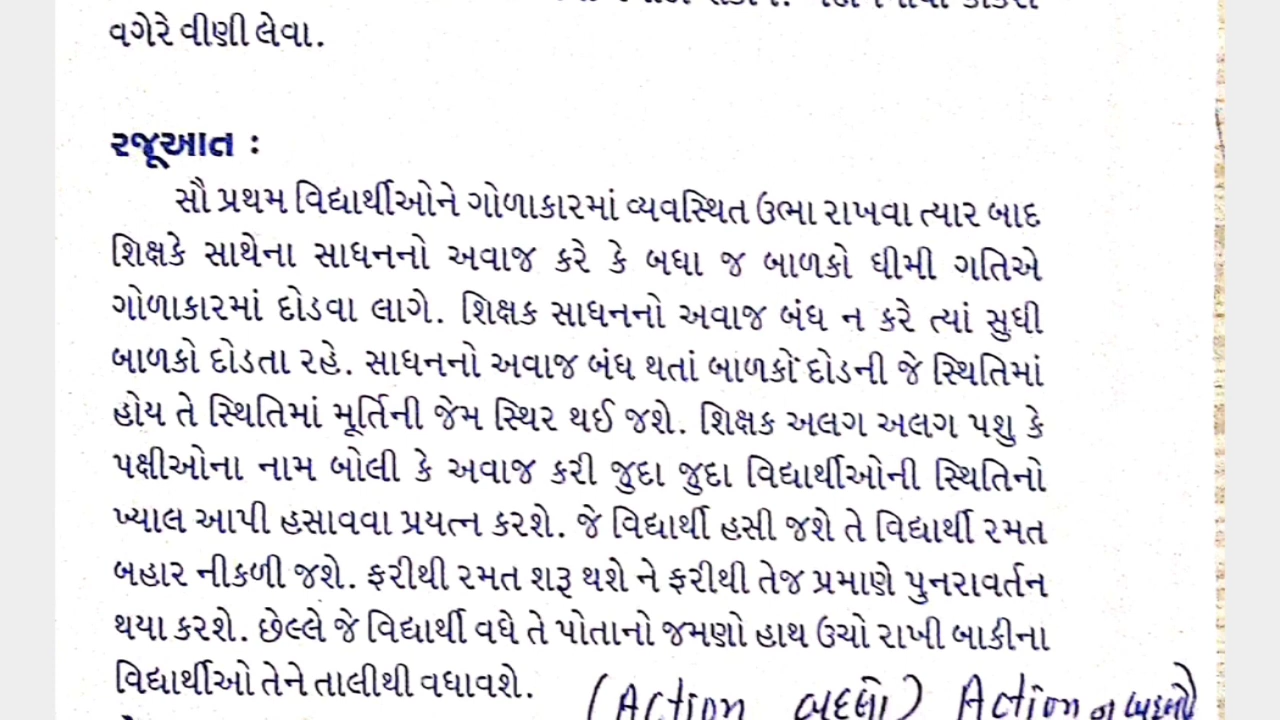 વગેરે વીણી લેવા.
રજૂઆત :
સૌ પ્રથમ વિદ્યાર્થીઓને ગોળાકારમાં વ્યવસ્થિત ઉભા રાખવા ત્યાર બાદ
શિક્ષકે સાથેના સાધનનો અવાજ કરે કે બધા જ બાળકો ધીમી ગતિએ
ગોળાકારમાં દોડવા લાગે. શિક્ષક સાધનનો અવાજ બંધ ન કરે ત્યાં સુધી
બાળકો દોડતા રહે. સાધનનો અવાજ બંધ થતાં બાળકોં દોડની જે સ્થિતિમાં
હોય તે સ્થિતિમાં મૂર્તિની જેમ સ્થિર થઈ જશે. શિક્ષક અલગ અલગ પશુ કે
પક્ષીઓના નામ બોલી કે અવાજ કરી જુદા જુદા વિદ્યાર્થીઓની સ્થિતિનો
ખ્યાલ આપી હસાવવા પ્રયત્ન કરશે. જે વિદ્યાર્થી હસી જશે તે વિદ્યાર્થી રમત
બહાર નીકળી જશે. ફરીથી રમત શરૂ થશે ને ફરીથી તેજ પ્રમાણે પુનરાવર્તન
થયા કરશે. છેલ્લે જે વિદ્યાર્થી વધે તે પોતાનો જમણો હાથ ઉચો રાખી બાકીના
વિદ્યાર્થીઓ તેને તાલીથી વધાવશે. (Action બદલો) Action ન બદલો